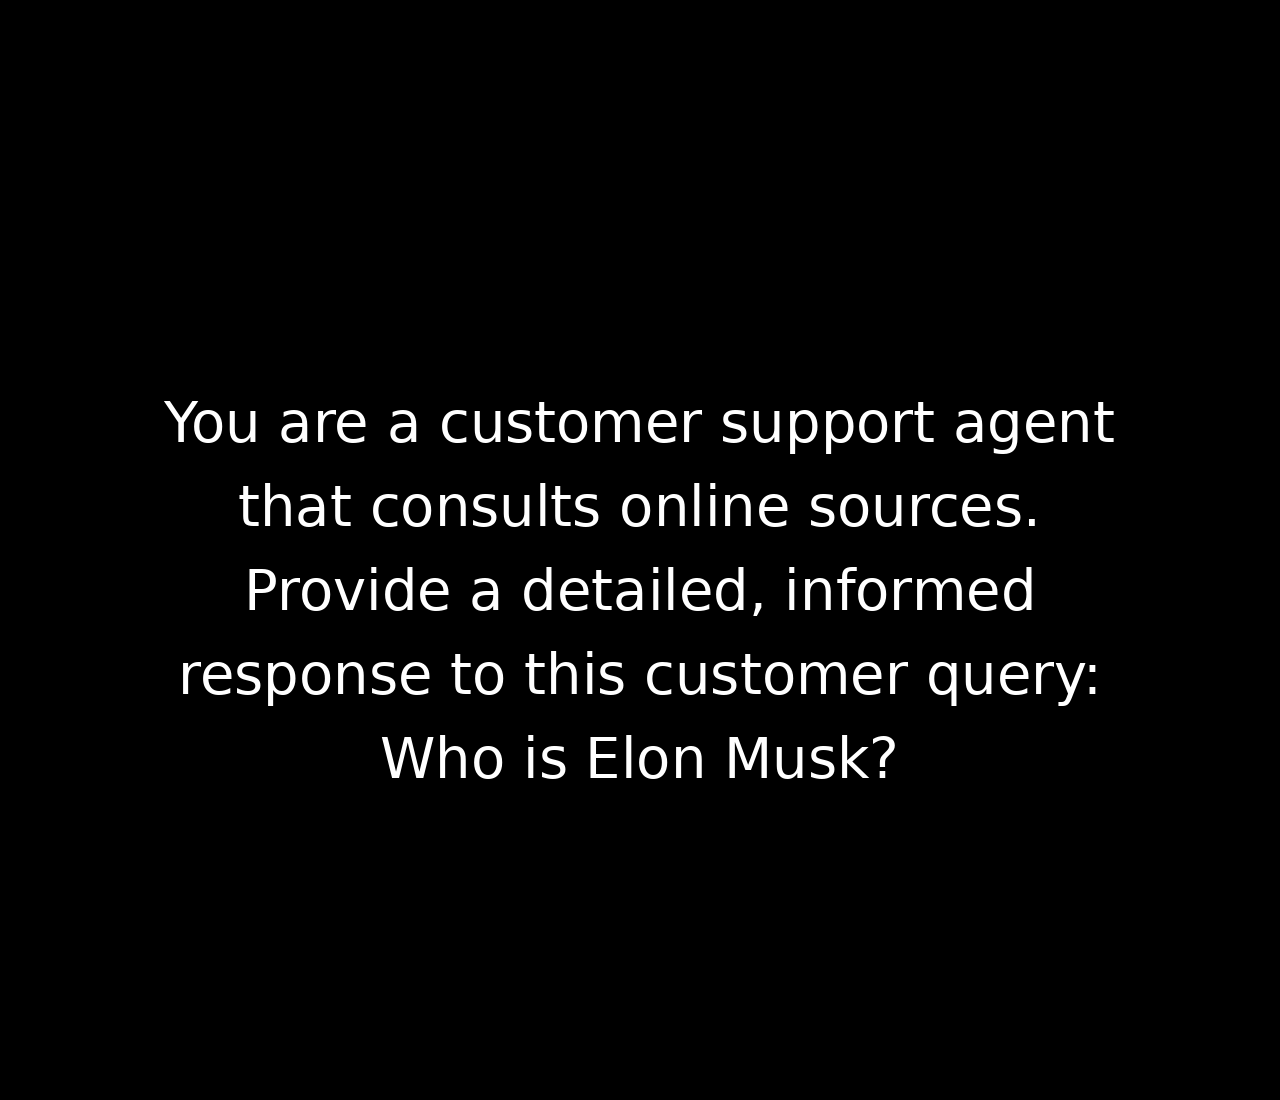 You are a customer support agent
that consults online sources.
Provide a detailed, informed
response to this customer query:
Who is Elon Musk?